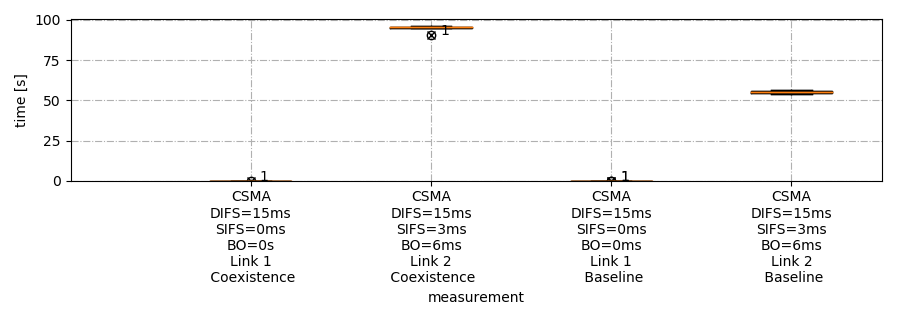 100
75
50
25
0
time [s]
1
1
1
CSMA
DIFS=15ms
SIFS=0ms
BO=0s
Link 1
Coexistence
CSMA
DIFS=15ms
SIFS=3ms
BO=6ms
Link 2
Coexistence
CSMA
DIFS=15ms
SIFS=0ms
BO=0ms
Link 1
Baseline
CSMA
DIFS=15ms
SIFS=3ms
BO=6ms
Link 2
Baseline
measurement